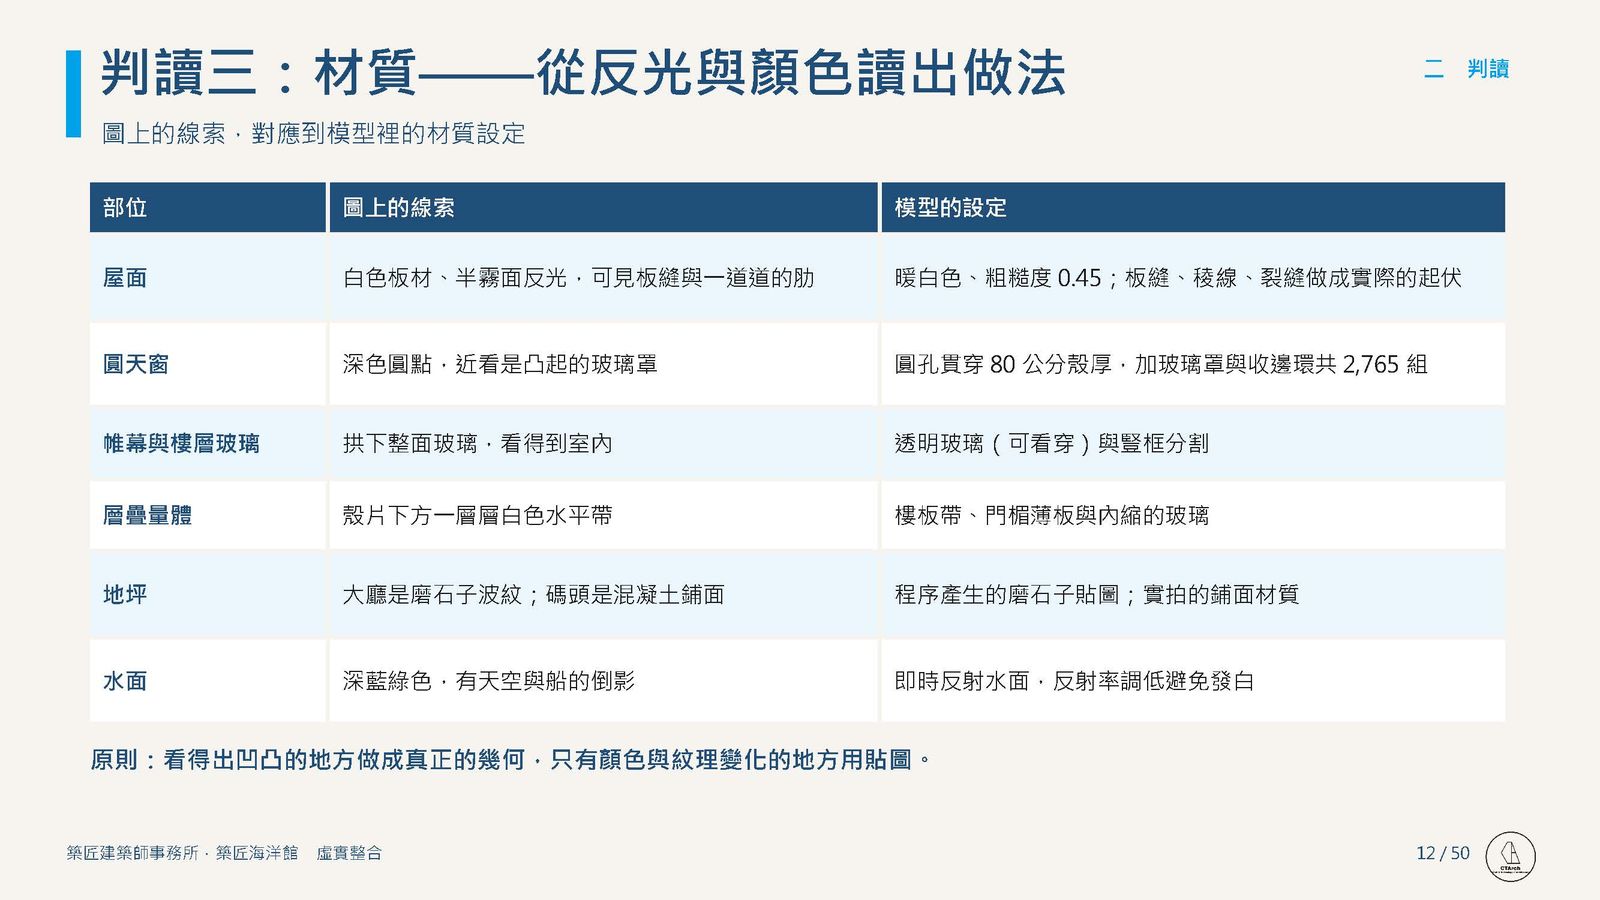 判讀三：材質——從反光與顏色讀出做法
二　判讀
圖上的線索，對應到模型裡的材質設定
部位
圖上的線索
模型的設定
屋面
白色板材、半霧面反光，可見板縫與一道道的肋
暖白色、粗糙度 0.45；板縫、稜線、裂縫做成實際的起伏
圓天窗
深色圓點，近看是凸起的玻璃罩
圓孔貫穿 80 公分殼厚，加玻璃罩與收邊環共 2,765 組
帷幕與樓層玻璃
拱下整面玻璃，看得到室內
透明玻璃（可看穿）與豎框分割
層疊量體
殼片下方一層層白色水平帶
樓板帶、門楣薄板與內縮的玻璃
地坪
大廳是磨石子波紋；碼頭是混凝土鋪面
程序產生的磨石子貼圖；實拍的鋪面材質
水面
深藍綠色，有天空與船的倒影
即時反射水面，反射率調低避免發白
原則：看得出凹凸的地方做成真正的幾何，只有顏色與紋理變化的地方用貼圖。
築匠建築師事務所．築匠海洋館　虛實整合
12 / 50
CTArch